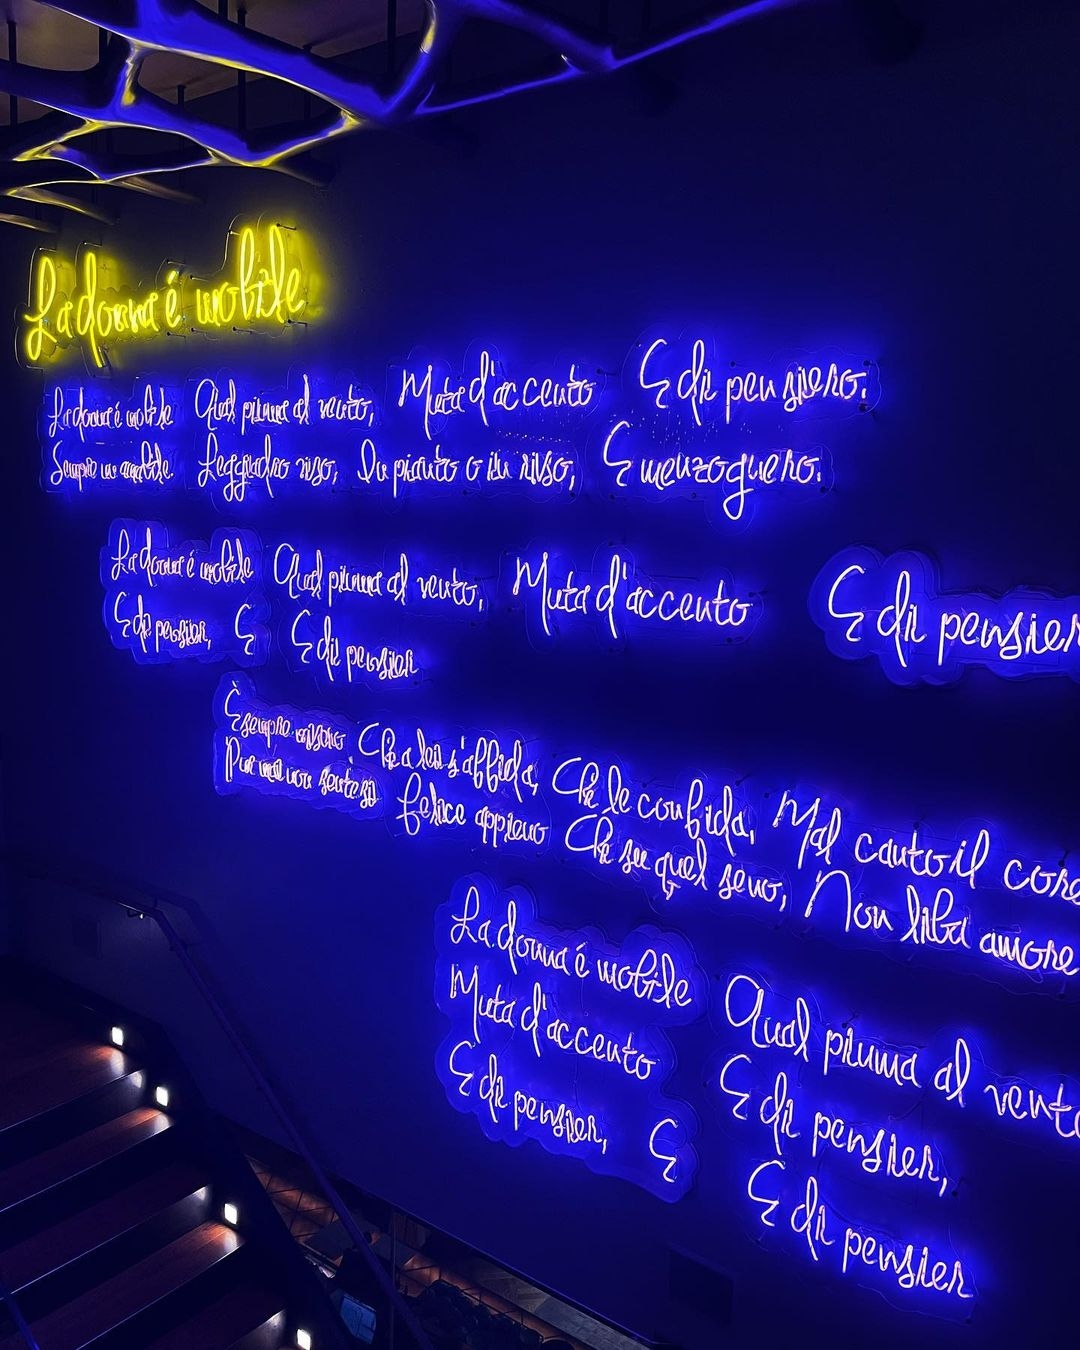 La donna é mobile
La donna é mobile Qual piuma al vento, Muta d'accento E di pensiero.
Sempre un amabile. Leggiadro viso, In pianto o in riso, E menzognero.
La donna é mobile Qual piuma al vento, Muta d'accento E di pensier
E di pensier, E E di pensier
È sempre misero Chi a lei s'affida, Chi le confida, Mal cauto il core
Pur mai non sentesi Felice appieno Chi su quel seno, Non liba amore
La donna é mobile Qual piuma al vento
Muta d'accento E di pensier,
E di pensier, E E di pensier